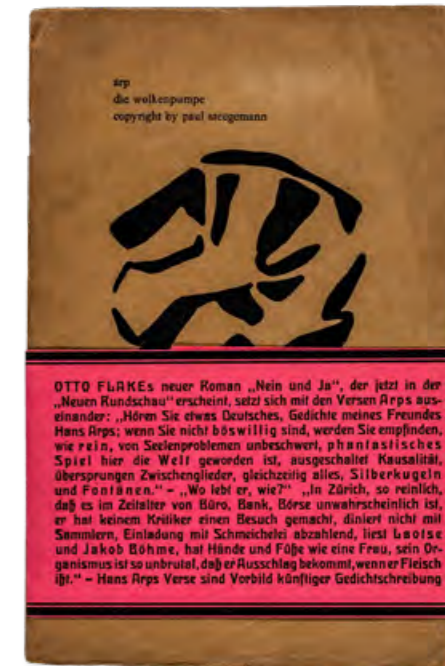 arp
die wolkenpumpe
copyright by paul steegemann
OTTO FLAKEs neuer Roman „Nein und Ja“, der jetzt in der
„Neuen Rundschau“ erscheint, setzt sich mit den Versen Arps aus-
einander: „Hören Sie etwas Deutsches, Gedichte meines Freundes
Hans Arps; wenn Sie nicht böswillig sind, werden Sie empfinden,
wie rein, von Seelenproblemen unbeschwert, phantastisches
Spiel hier die Welt geworden ist, ausgeschaltet Kausalität,
übersprungen Zwischenglieder, gleichzeitig alles, Silberkugeln
und Fontänen.“ – „Wo lebt er, wie?“ „In Zürich, so reinlich,
daß es im Zeitalter von Büro, Bank, Börse unwahrscheinlich ist,
er hat keinem Kritiker einen Besuch gemacht, diniert nicht mit
Sammlern, Einladung mit Schmeichelei abzahlend, liest Laotse
und Jakob Böhme, hat Hände und Füße wie eine Frau, sein Or-
ganismus ist so unbrutal, daß er Ausschlag bekommt, wenn er Fleisch
ißt.“ – Hans Arps Verse sind Vorbild künftiger Gedichtschreibung